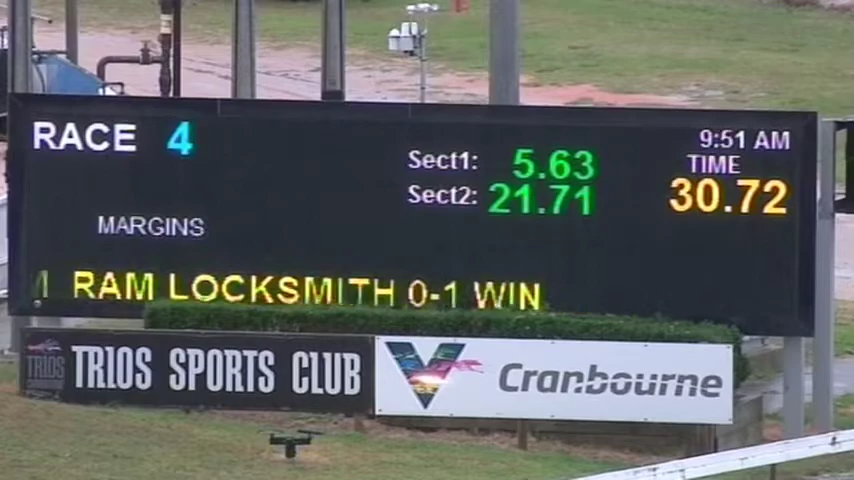 RACE 4
9:51 AM
Sect1: 5.63
TIME
Sect2: 21.71
30.72
MARGINS
RAM LOCKSMITH 0-1 WIN
TRIOS
TRIOS SPORTS CLUB
Cranbourne